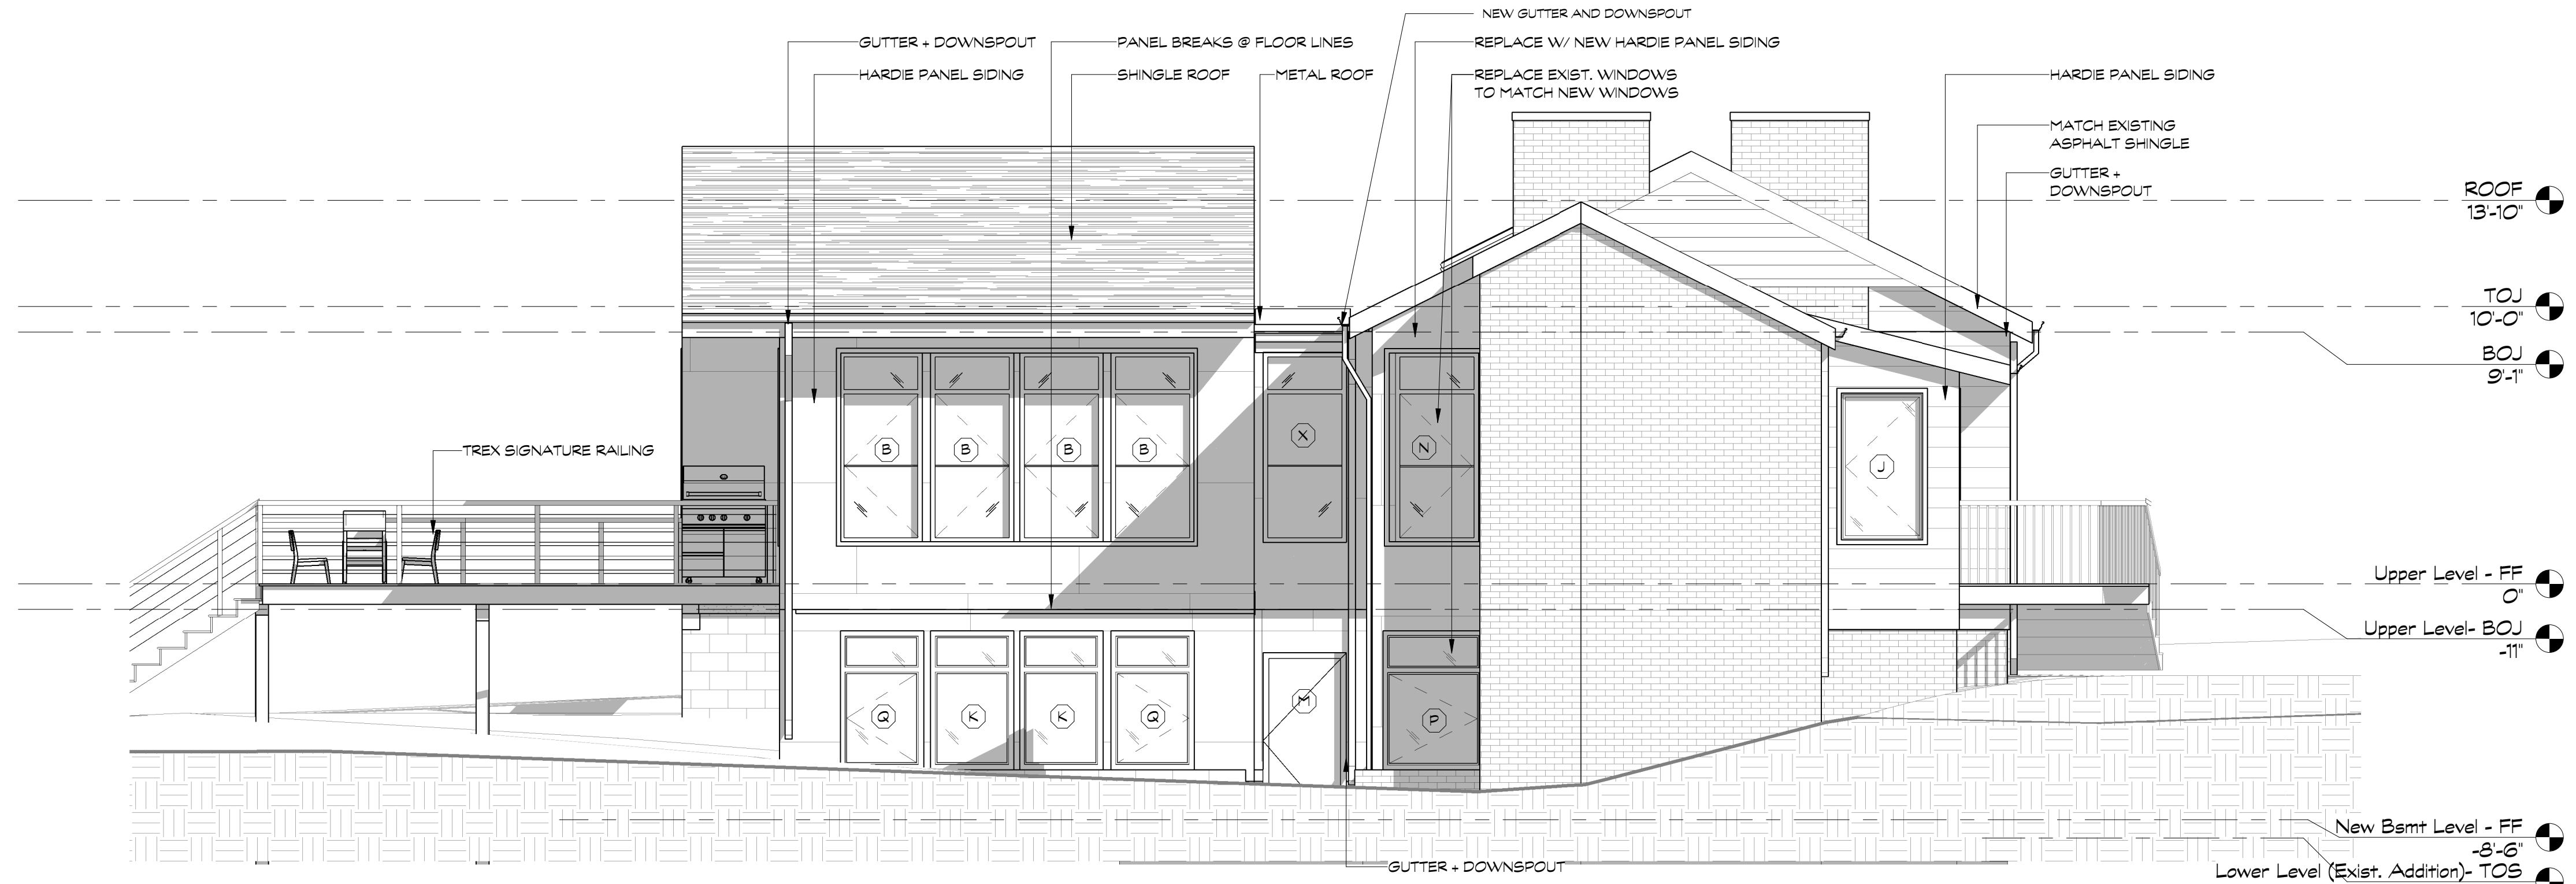 NEW GUTTER AND DOWNSPOUT
GUTTER + DOWNSPOUT
PANEL BREAKS @ FLOOR LINES
REPLACE W/ NEW HARDIE PANEL SIDING
HARDIE PANEL SIDING
SHINGLE ROOF
METAL ROOF
REPLACE EXIST. WINDOWS
TO MATCH NEW WINDOWS
HARDIE PANEL SIDING
MATCH EXISTING
ASPHALT SHINGLE
GUTTER +
DOWNSPOUT
ROOF
13'-10"
TOJ
10'-0"
BOJ
9'-1"
TREX SIGNATURE RAILING
B
B
B
B
X
N
J
Upper Level - FF
0"
Upper Level- BOJ
-11"
Q
K
K
Q
M
P
New Bsmt Level - FF
-8'-6"
GUTTER + DOWNSPOUT
Lower Level (Exist. Addition)- TOS